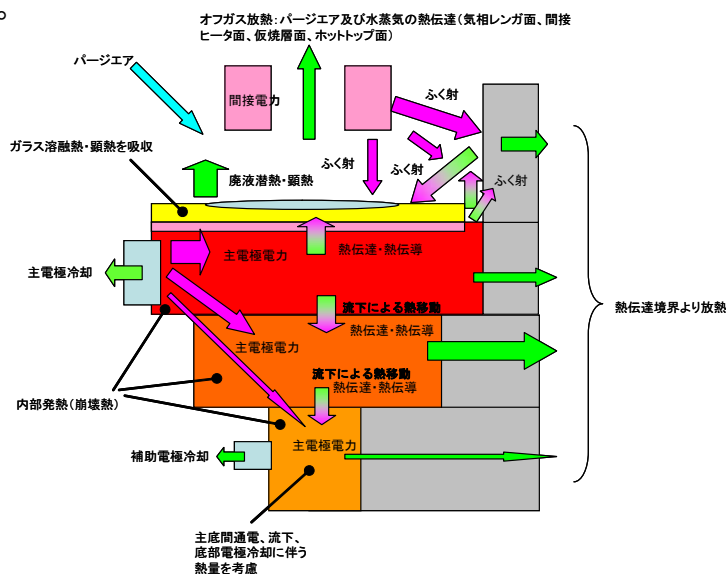 。
オフガス放熱：パージエア及び水蒸気の熱伝達（気相レンガ面、間接
ヒータ面、仮焼層面、ホットトップ面）
パージエア
間接電力
ふく射
ガラス溶融熱・顕熱を吸収
ふく射
ふく射
廃液潜熱・顕熱
ふく射
主電極電力
熱伝達・熱伝導
主電極冷却
流下による熱移動
熱伝達・熱伝導
熱伝達境界より放熱
主電極電力
流下による熱移動
熱伝達・熱伝導
内部発熱（崩壊熱）
主電極電力
補助電極冷却
主底間通電、流下、
底部電極冷却に伴う
熱量を考慮